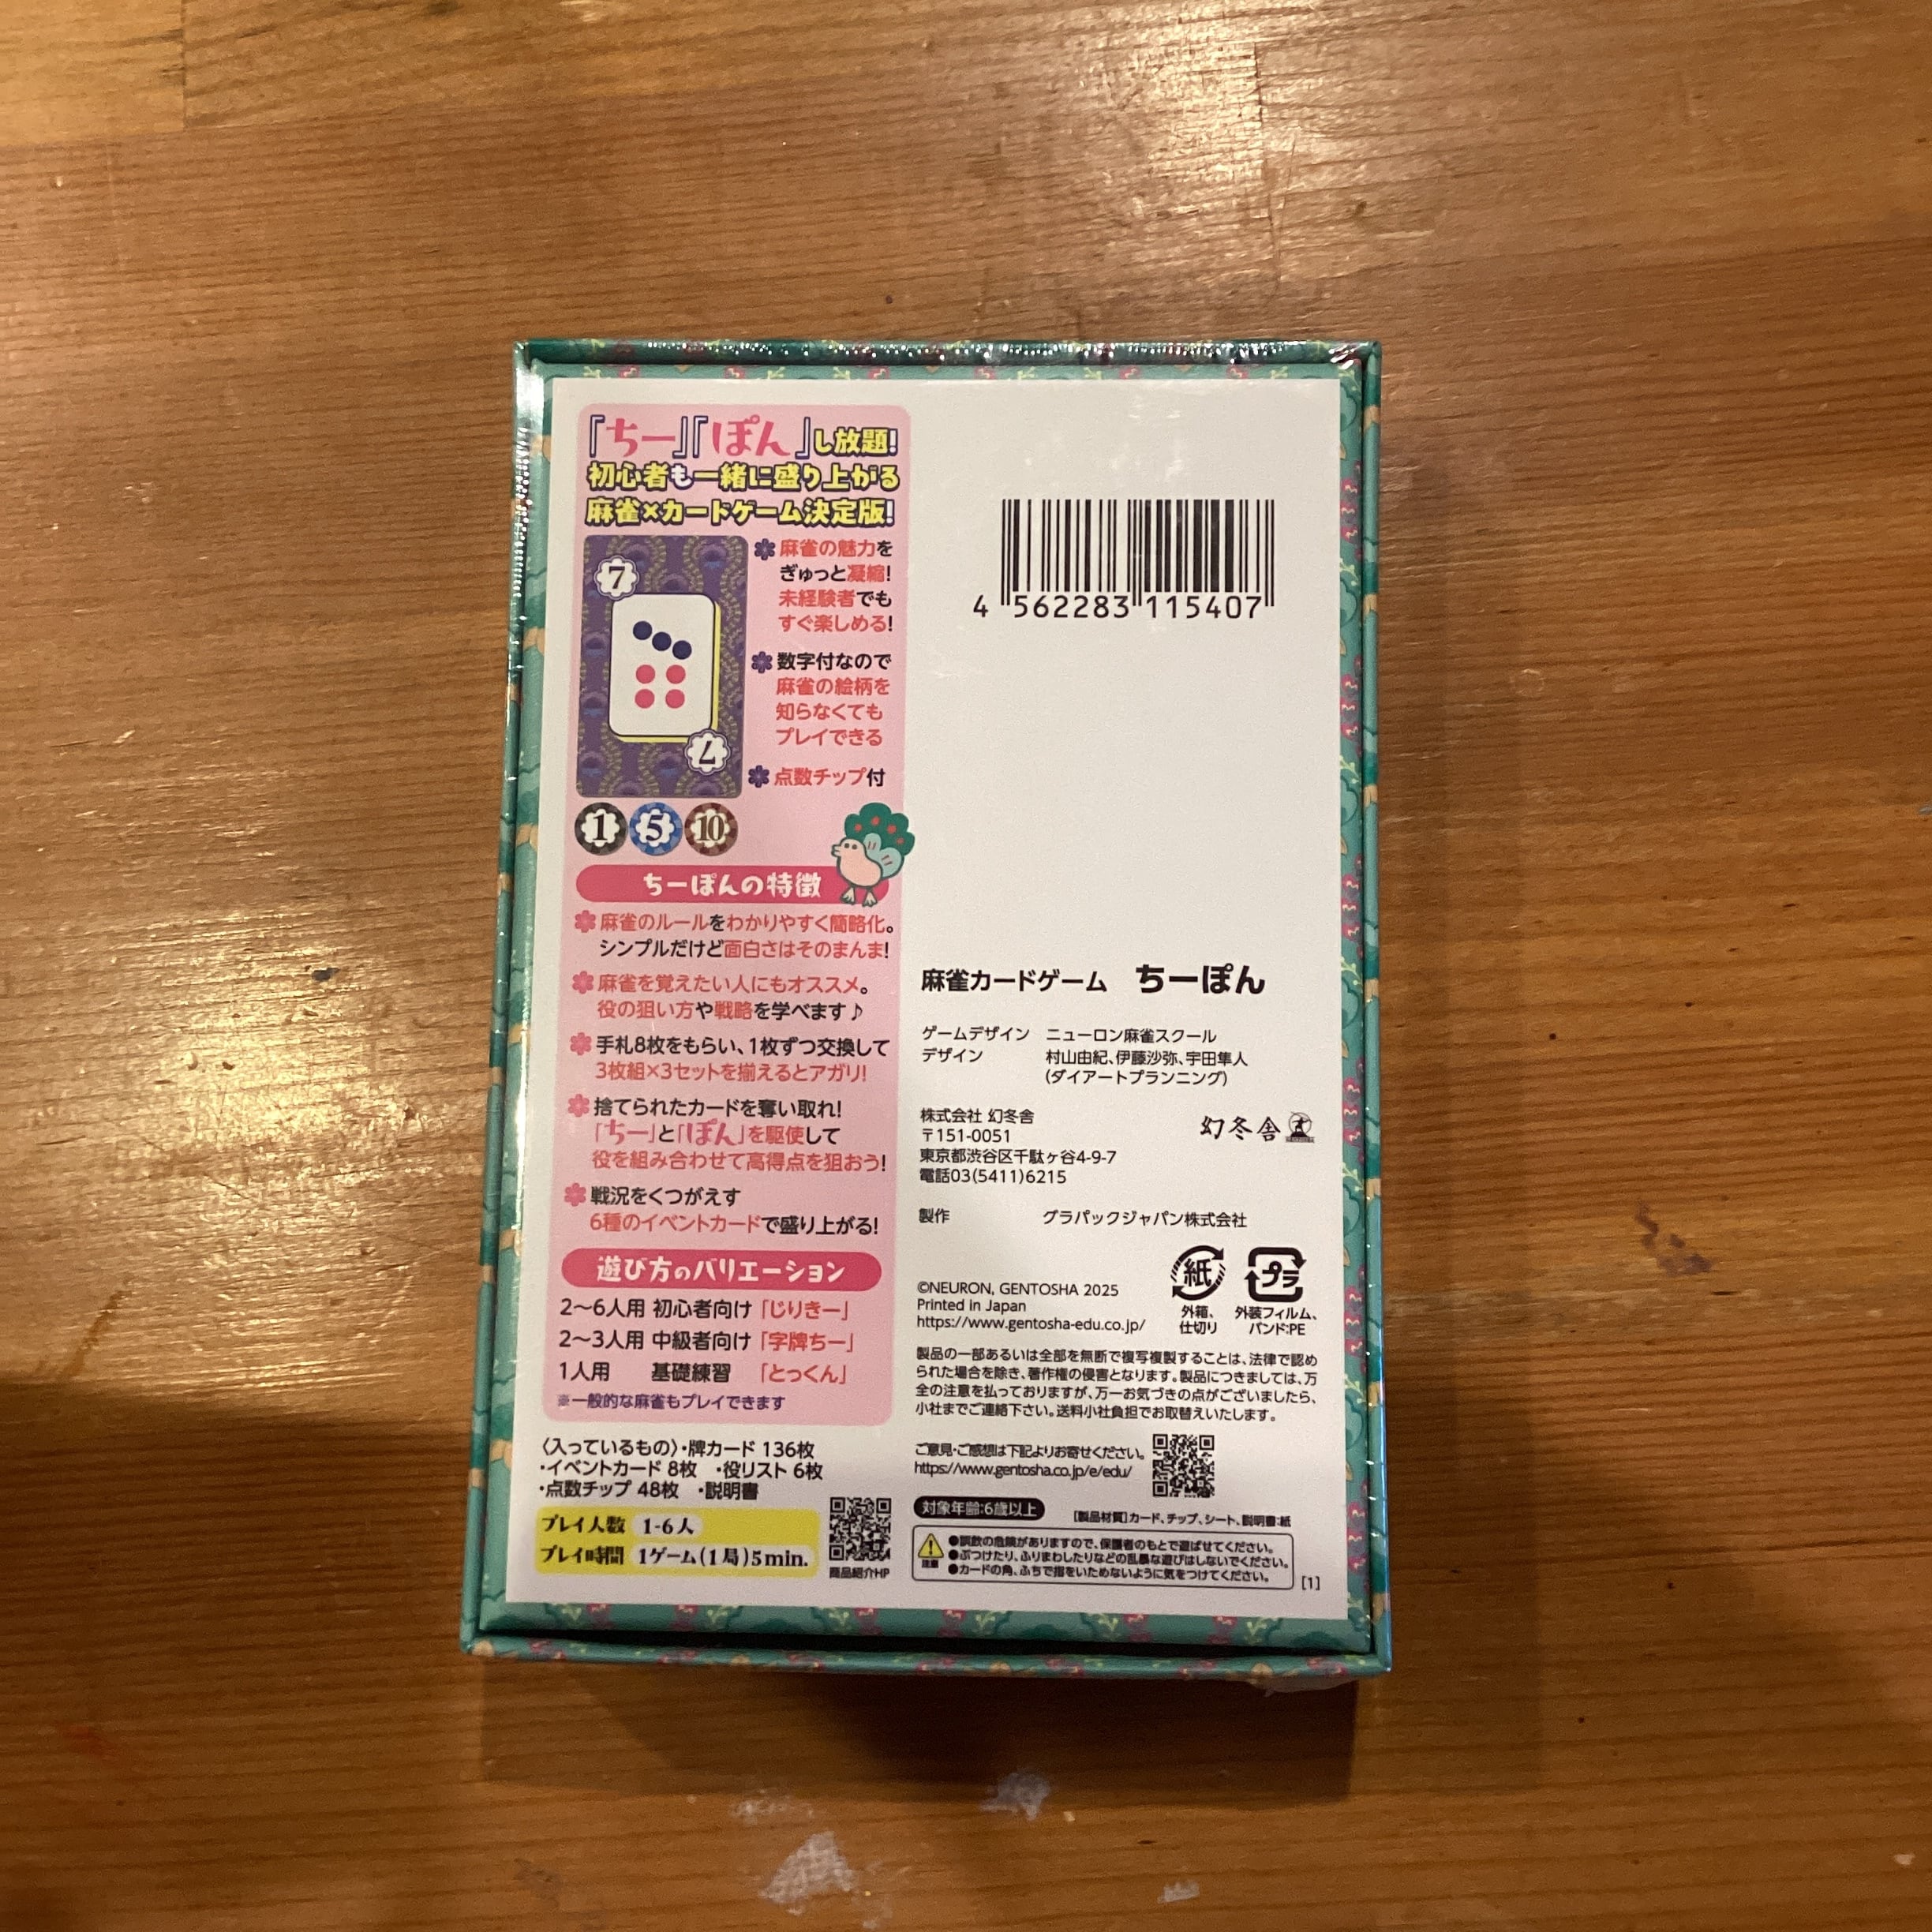 『ちー』『ぽん』し放題!
初心者も一緒に盛り上がる
麻雀×カードゲーム決定版!
7
7
麻雀の魅力を
ぎゅっと凝縮!
未経験者でも
すぐ楽しめる!
数字付なので
麻雀の絵柄を
知らなくても
プレイできる
点数チップ付
1 5 10
ちーぽんの特徴
麻雀のルールをわかりやすく簡略化。
シンプルだけど面白さはそのまんま!
麻雀を覚えたい人にもオススメ。
役の狙い方や戦略を学べます♪
手札8枚をもらい、1枚ずつ交換して
3枚組×3セットを揃えるとアガリ!
捨てられたカードを奪い取れ!
「ちー」と「ぽん」を駆使して
役を組み合わせて高得点を狙おう!
戦況をくつがえす
6種のイベントカードで盛り上がる!
遊び方のバリエーション
2〜6人用 初心者向け「じりきー」
2〜3人用 中級者向け「字牌ちー」
1人用 基礎練習 「とっくん」
※一般的な麻雀もプレイできます
〈入っているもの〉・牌カード 136枚
・イベントカード 8枚 ・役リスト 6枚
・点数チップ 48枚 ・説明書
プレイ人数 1-6人
プレイ時間 1ゲーム(1局)5min.
商品紹介HP
4 562283 115407
麻雀カードゲーム ちーぽん
ゲームデザイン ニューロン麻雀スクール
デザイン 村山由紀、伊藤沙弥、宇田隼人
(ダイアートプランニング)
株式会社 幻冬舎
〒151-0051
東京都渋谷区千駄ヶ谷4-9-7
電話03(5411)6215
幻冬舎
製作 グラパックジャパン株式会社
©NEURON, GENTOSHA 2025
Printed in Japan
https://www.gentosha-edu.co.jp/
紙
外箱、
仕切り
プラ
外装フィルム、
バンド:PE
製品の一部あるいは全部を無断で複写複製することは、法律で認め
られた場合を除き、著作権の侵害となります。製品につきましては、万
全の注意を払っておりますが、万一お気づきの点がございましたら、
小社までご連絡下さい。送料小社負担でお取替えいたします。
ご意見・ご感想は下記よりお寄せください。
https://www.gentosha.co.jp/e/edu/
対象年齢:6歳以上
[製品材質]カード、チップ、シート、説明書:紙
注意
●誤飲の危険がありますので、保護者のもとで遊ばせてください。
●ぶつけたり、ふりまわしたりなどの乱暴な遊びはしないでください。
●カードの角、ふちで指をいためないように気をつけてください。
[1]